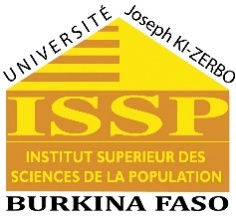 UNIVERSITÉ Joseph KI-ZERBO
ISSP
INSTITUT SUPERIEUR DES
SCIENCES DE LA POPULATION
BURKINA FASO